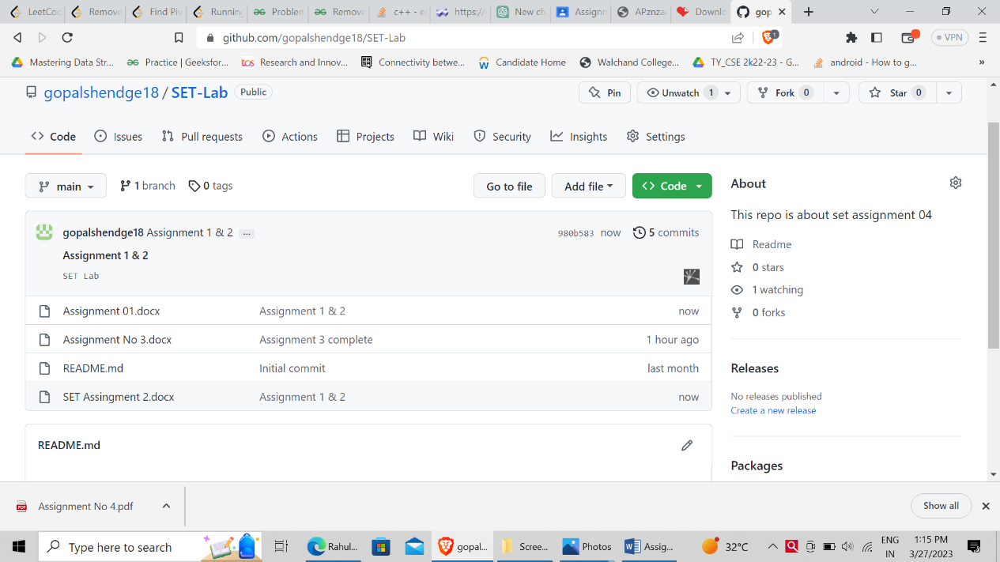 LeetCo
Remove
Find Piv
Running
Problem
Remove
c++ - e
https://
New ch
Assignm
APznza
Downlo
gop
github.com/gopalshendge18/SET-Lab
1
VPN
Mastering Data Str...
Practice | Geeksfor...
tcs Research and Innov...
Connectivity betwe...
Candidate Home
Walchand College...
TY_CSE 2k22-23 - G...
android - How to g...
»
gopalshendge18 / SET-Lab Public
Pin
Unwatch 1
Fork 0
Star 0
<> Code
Issues
Pull requests
Actions
Projects
Wiki
Security
Insights
Settings
main
1 branch
0 tags
Go to file
Add file
<> Code
gopalshendge18 Assignment 1 & 2 ...
980b583 now
5 commits
Assignment 1 & 2
SET Lab
Assignment 01.docx Assignment 1 & 2 now
Assignment No 3.docx Assignment 3 complete 1 hour ago
README.md Initial commit last month
SET Assingment 2.docx Assignment 1 & 2 now
README.md
About
This repo is about set assignment 04
Readme
0 stars
1 watching
0 forks
Releases
No releases published
Create a new release
Packages
PDF Assignment No 4.pdf
Show all
Type here to search
Rahul...
gopal...
Scree...
Photos
Assig...
32°C
ENG
IN
1:15 PM
3/27/2023